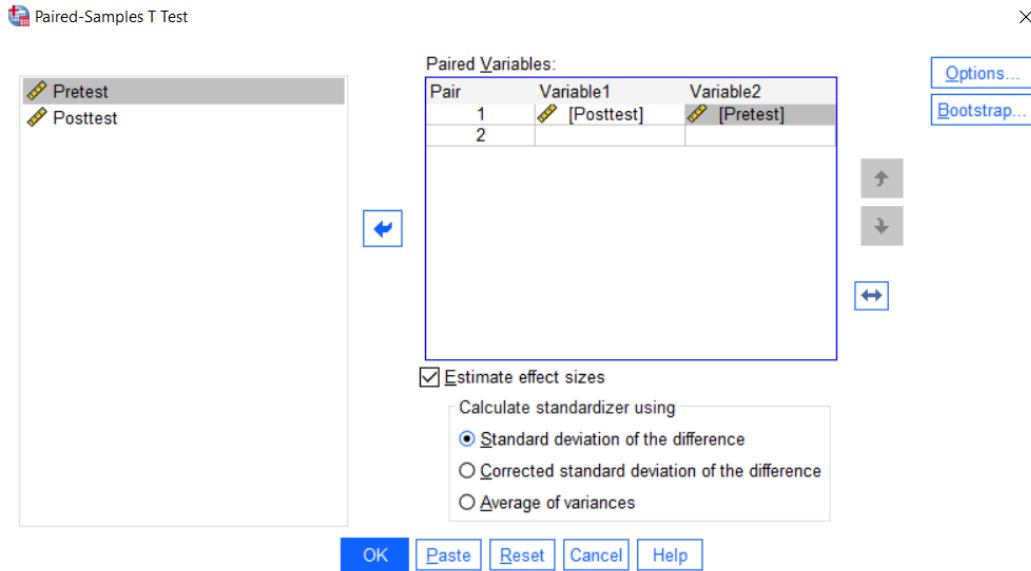 Paired-Samples T Test
Pretest
Posttest
Paired Variables:
Pair Variable1 Variable2
1 [Posttest] [Pretest]
2
Options...
Bootstrap...
Estimate effect sizes
Calculate standardizer using
Standard deviation of the difference
Corrected standard deviation of the difference
Average of variances
OK Paste Reset Cancel Help